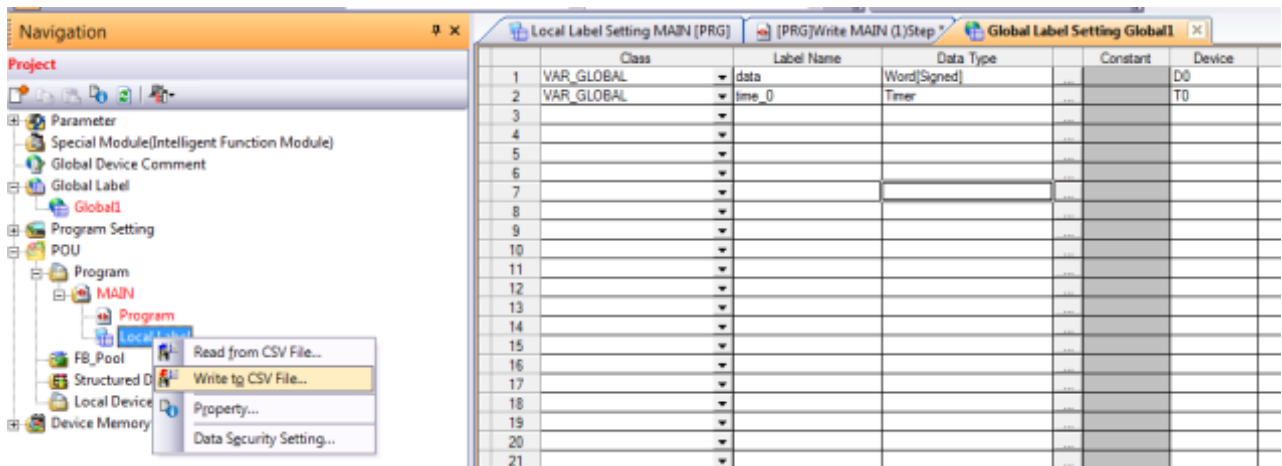 Navigation
Project
Parameter
Special Module(Intelligent Function Module)
Global Device Comment
Global Label
Global1
Program Setting
POU
Program
MAIN
Program
Local Label
FB_Pool
Structured D
Local Device
Device Memory
Read from CSV File...
Write to CSV File...
Property...
Data Security Setting...
Local Label Setting MAIN [PRG]
[PRG]Write MAIN (1)Step *
Global Label Setting Global1
Class Label Name Data Type Constant Device
1 VAR_GLOBAL data Word[Signed] ... D0
2 VAR_GLOBAL time_0 Timer ... T0
3 ...
4 ...
5 ...
6 ...
7 ...
8 ...
9 ...
10 ...
11 ...
12 ...
13 ...
14 ...
15 ...
16 ...
17 ...
18 ...
19 ...
20 ...
21